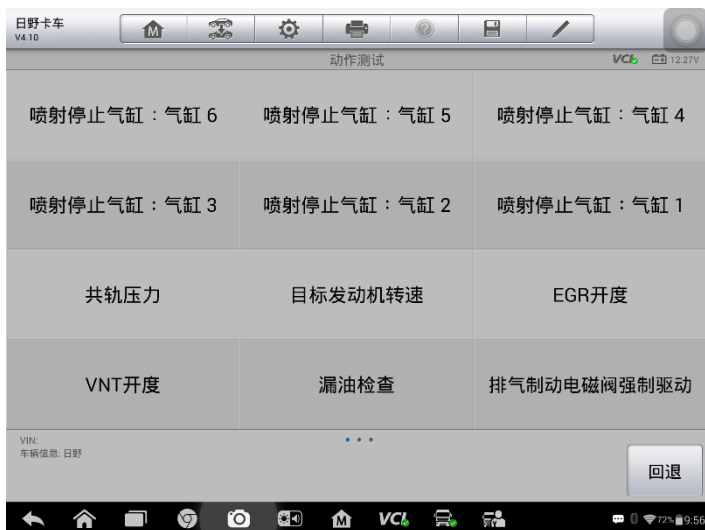 日野卡车
V4.10
动作测试
VCI 12.27V
喷射停止气缸：气缸 6
喷射停止气缸：气缸 5
喷射停止气缸：气缸 4
喷射停止气缸：气缸 3
喷射停止气缸：气缸 2
喷射停止气缸：气缸 1
共轨压力
目标发动机转速
EGR开度
VNT开度
漏油检查
排气制动电磁阀强制驱动
VIN:
车辆信息: 日野
回退
M VCI 72% 9:56